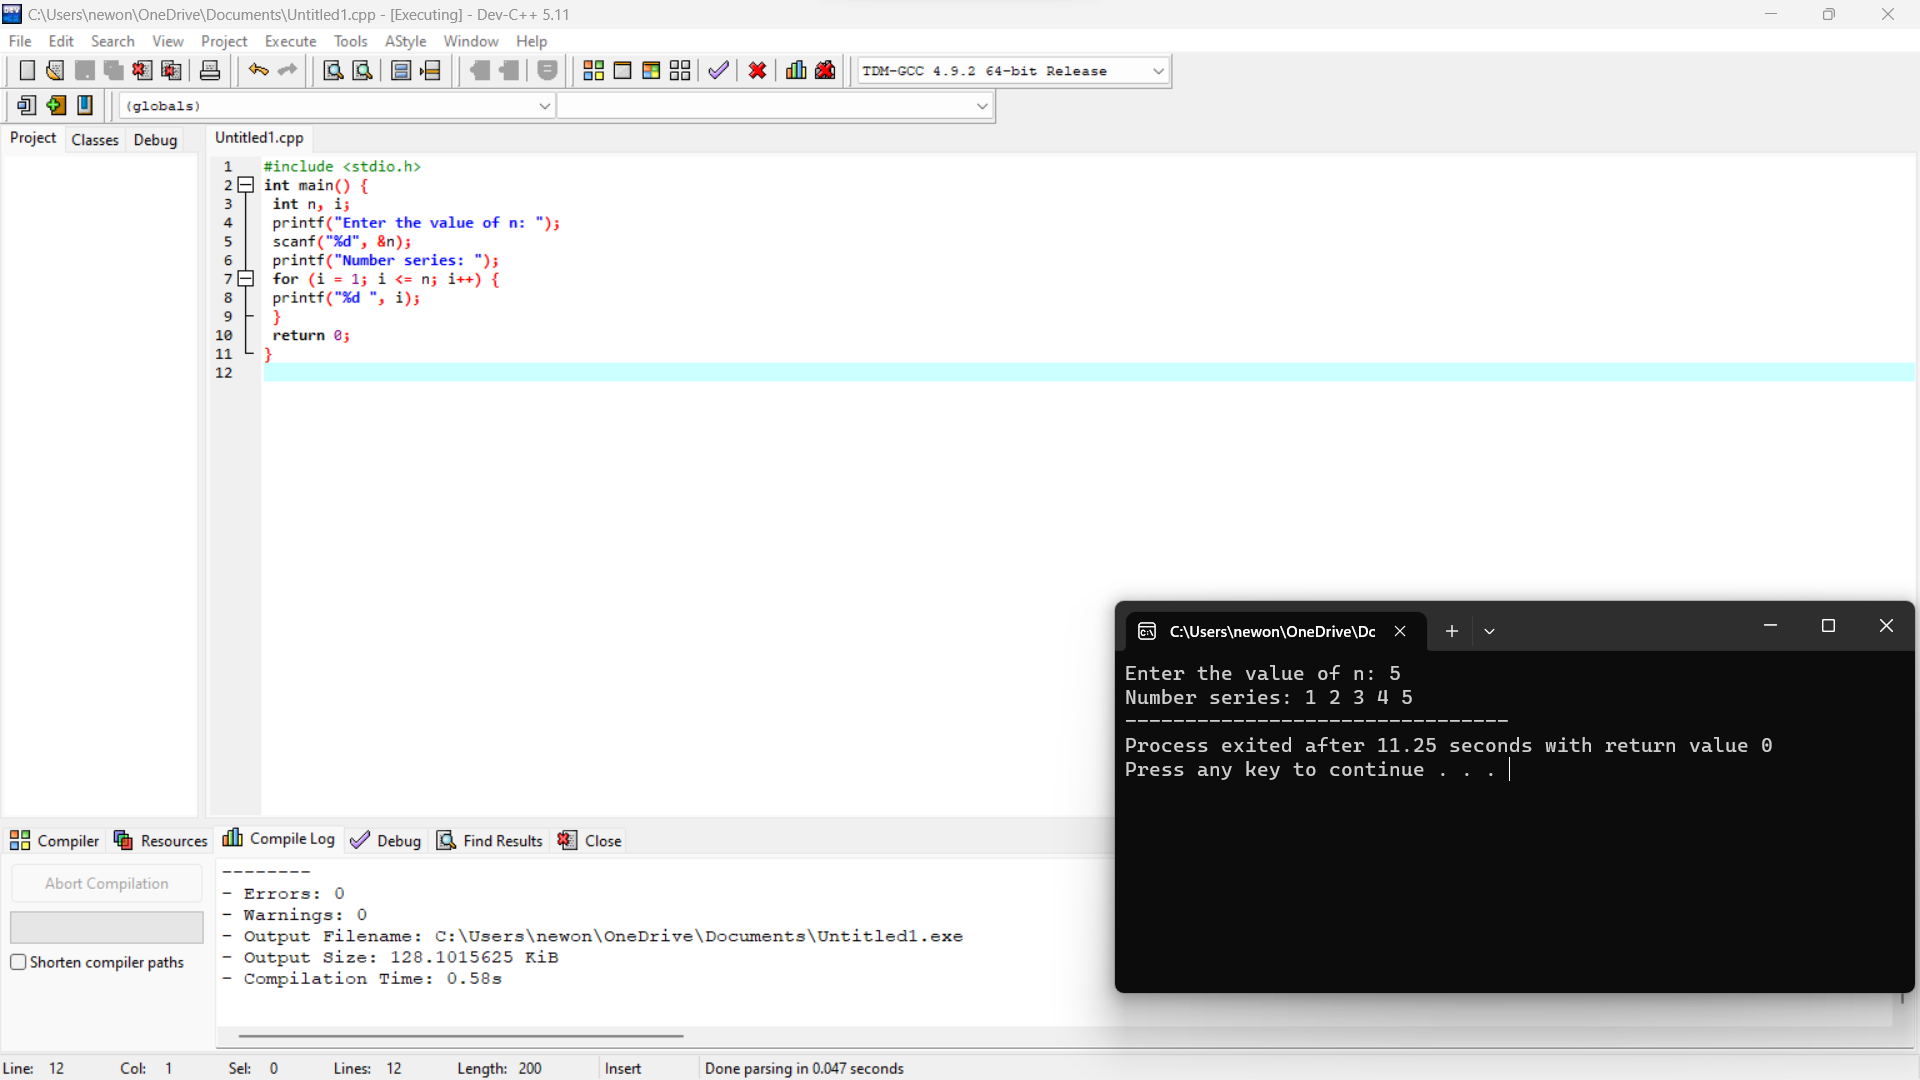 C:\Users\newon\OneDrive\Documents\Untitled1.cpp - [Executing] - Dev-C++ 5.11
File Edit Search View Project Execute Tools AStyle Window Help
TDM-GCC 4.9.2 64-bit Release
(globals)
Project Classes Debug
Untitled1.cpp
1 #include <stdio.h>
2 int main() {
3 int n, i;
4 printf("Enter the value of n: ");
5 scanf("%d", &n);
6 printf("Number series: ");
7 for (i = 1; i <= n; i++) {
8 printf("%d ", i);
9 }
10 return 0;
11 }
12
C:\Users\newon\OneDrive\Dc
Enter the value of n: 5
Number series: 1 2 3 4 5
--------------------------------
Process exited after 11.25 seconds with return value 0
Press any key to continue . . .
Compiler Resources Compile Log Debug Find Results Close
Abort Compilation
Shorten compiler paths
--------
- Errors: 0
- Warnings: 0
- Output Filename: C:\Users\newon\OneDrive\Documents\Untitled1.exe
- Output Size: 128.1015625 KiB
- Compilation Time: 0.58s
Line: 12 Col: 1 Sel: 0 Lines: 12 Length: 200 Insert Done parsing in 0.047 seconds